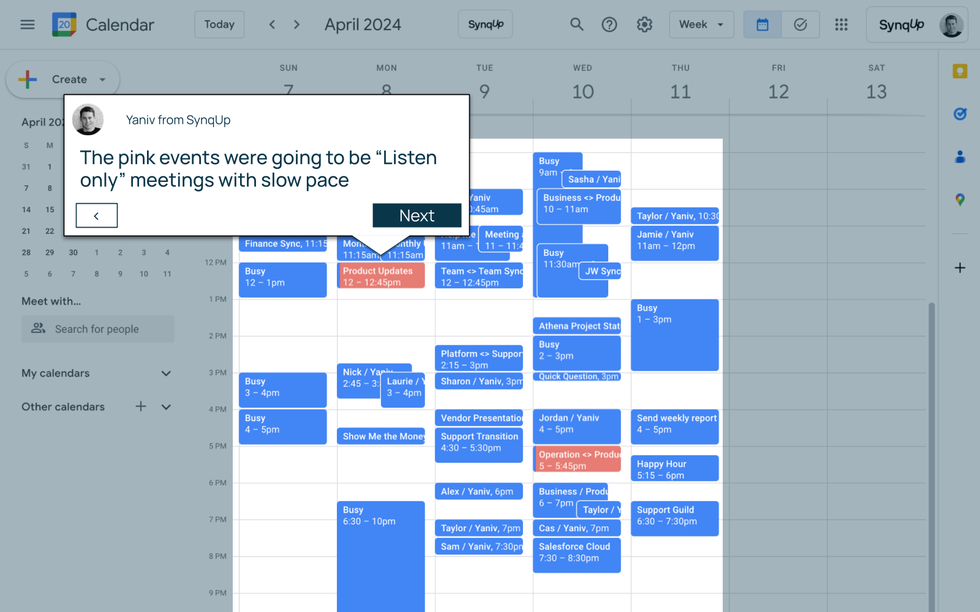 Calendar
Today
April 2024
SynqUp
Week
SynqUp
Create
SUN
MON
TUE
WED
THU
FRI
SAT
7
8
9
10
11
12
13
Yaniv from SynqUp
The pink events were going to be “Listen
only” meetings with slow pace
<
Next
April 202
S M
31 1
7 8
14 15
21 22
28 29 30 1 2 3 4
5 6 7 8 9 10 11
Meet with...
Search for people
My calendars
Other calendars
12 PM
1 PM
2 PM
3 PM
4 PM
5 PM
6 PM
7 PM
8 PM
9 PM
Finance Sync, 11:15
Busy
12 – 1pm
Busy
3 – 4pm
Busy
4 – 5pm
11:15am
11:15am
Product Updates
12 – 12:45pm
Nick / Yaniv
2:45 – 3:
Laurie / Y
3 – 4pm
Show Me the Money
Busy
6:30 – 10pm
Yaniv
0:45am
11am –
Meeting
11 – 11:4
Team <> Team Sync
12 – 12:45pm
Platform <> Suppor
2:15 – 3pm
Sharon / Yaniv, 3pm
Vendor Presentatio
Support Transition
4:30 – 5:30pm
Alex / Yaniv, 6pm
Taylor / Yaniv, 7pm
Sam / Yaniv, 7:30pm
Busy
9am –
Sasha / Yani
Business <> Produ
10 – 11am
Busy
11:30am
JW Sync
Athena Project Stat
Busy
2 – 3pm
Quick Question, 3pm
Jordan / Yaniv
4 – 5pm
Operation <> Produ
5 – 5:45pm
Business / Produ
6 – 7pm
Taylor / Y
Cas / Yaniv, 7pm
Salesforce Cloud
7:30 – 8:30pm
Taylor / Yaniv, 10:30
Jamie / Yaniv
11am – 12pm
Busy
1 – 3pm
Send weekly report
4 – 5pm
Happy Hour
5:15 – 6pm
Support Guild
6:30 – 7:30pm